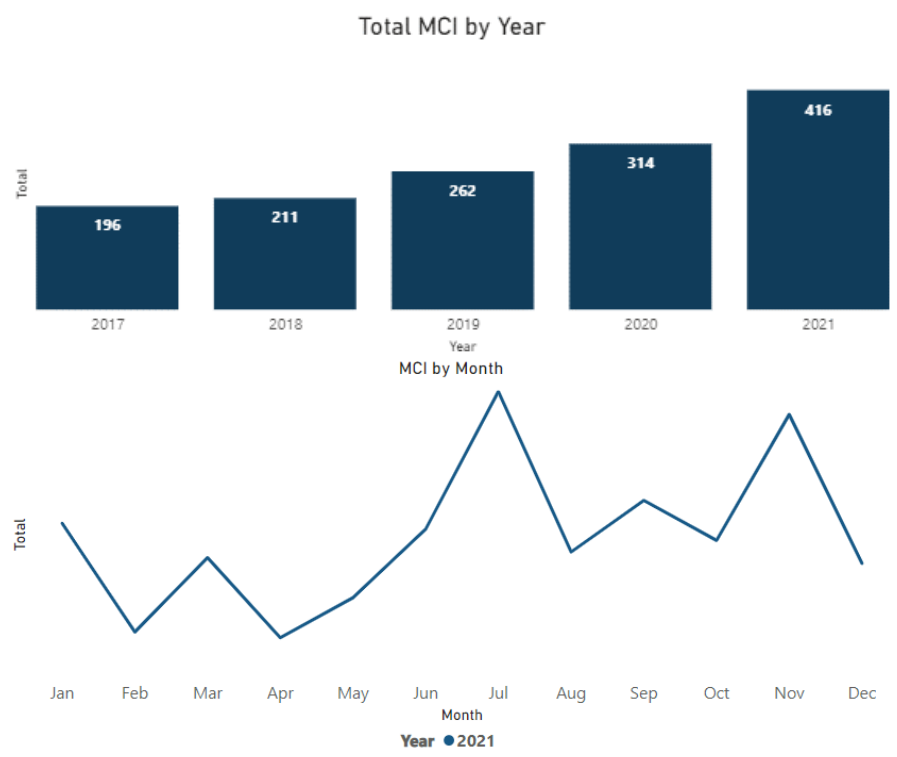 Total MCI by Year
Total
416
314
262
211
196
2017 2018 2019 2020 2021
Year
MCI by Month
Total
Jan Feb Mar Apr May Jun Jul Aug Sep Oct Nov Dec
Month
Year 2021